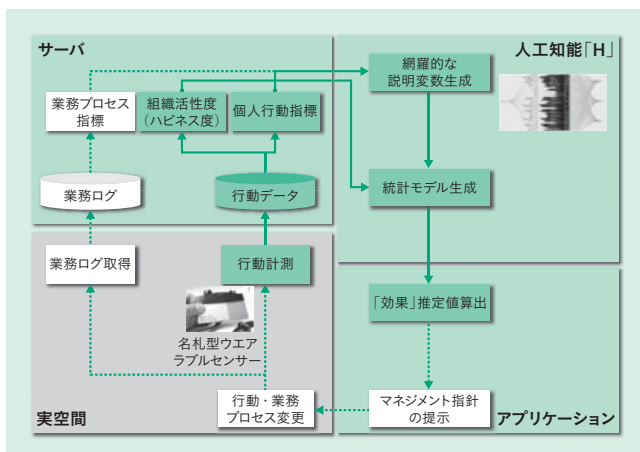 サーバ
人工知能「H」
業務プロセス
指標
組織活性度
（ハピネス度）
個人行動指標
網羅的な
説明変数生成
業務ログ
行動データ
統計モデル生成
業務ログ取得
行動計測
名札型ウエア
ラブルセンサー
「効果」推定値算出
行動・業務
プロセス変更
マネジメント指針
の提示
実空間
アプリケーション